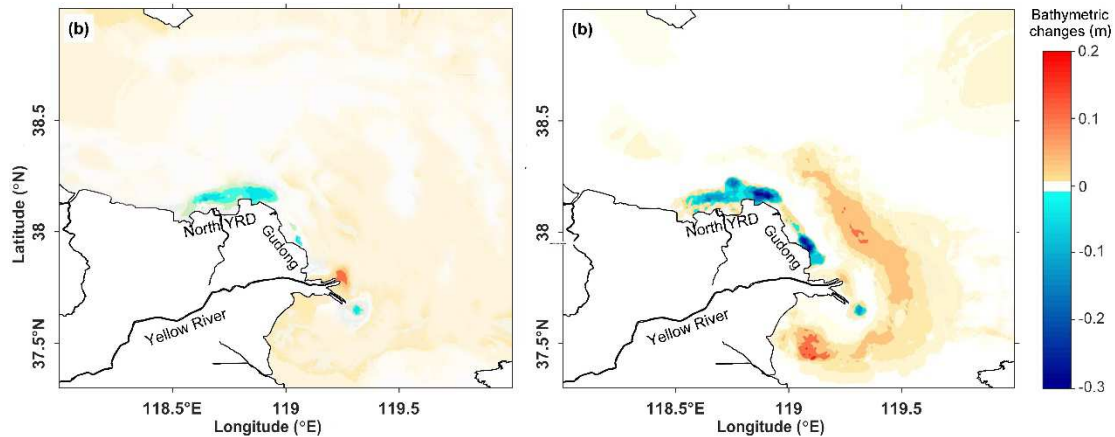 (b)
38.5
38
37.5°N
Latitude (°N)
North YRD
Gudong
Yellow River
118.5°E
119
119.5
Longitude (°E)
(b)
38.5
38
37.5°N
North YRD
Gudong
Yellow River
118.5°E
119
119.5
Longitude (°E)
Bathymetric
changes (m)
0.2
0.1
0
-0.1
-0.2
-0.3